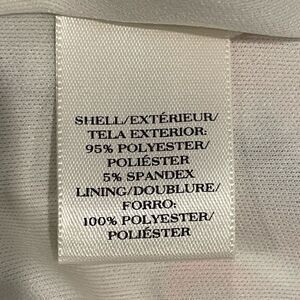 SHELL/EXTÉRIEUR/
TELA EXTERIOR:
95% POLYESTER/
POLIÉSTER
5% SPANDEX
LINING/DOUBLURE/
FORRO:
100% POLYESTER/
POLIÉSTER